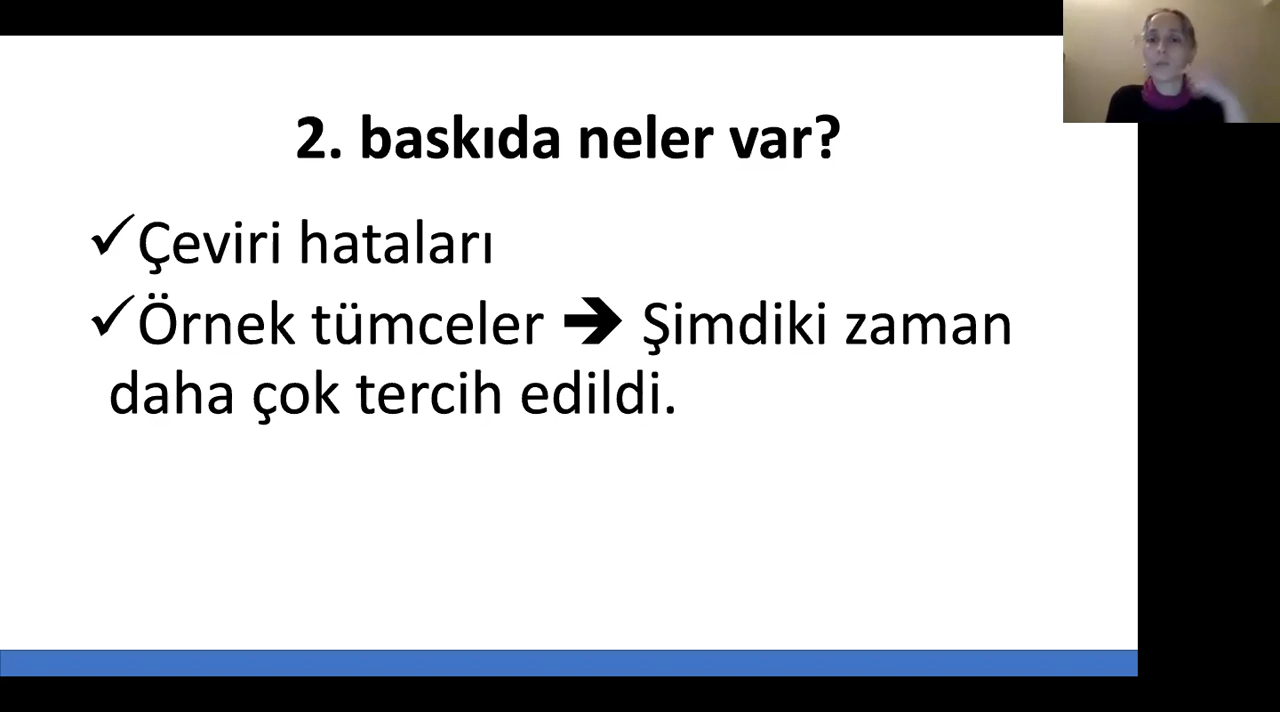 2. baskıda neler var?
✓Çeviri hataları
✓Örnek tümceler ➔ Şimdiki zaman
daha çok tercih edildi.